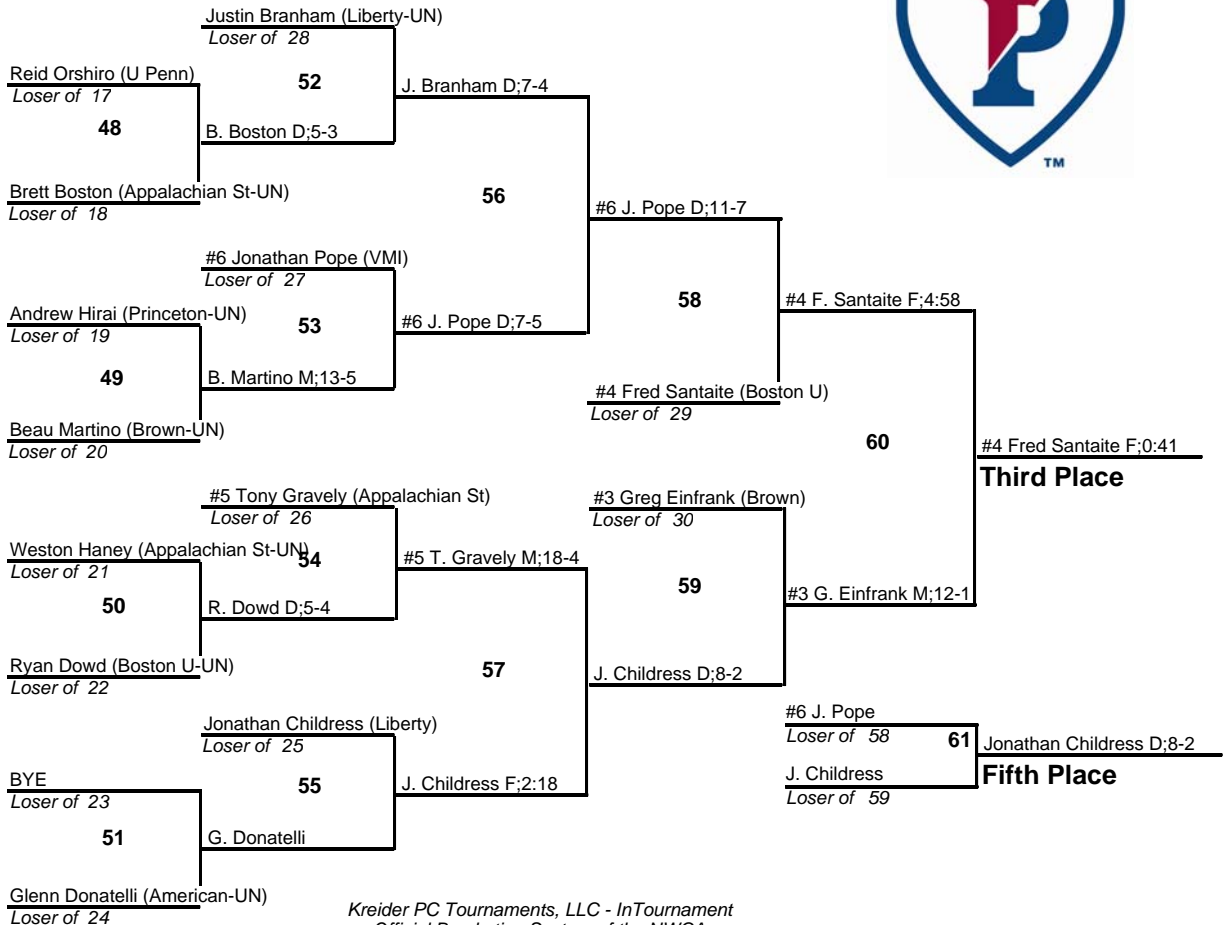 Justin Branham (Liberty-UN)
Loser of 28
Reid Orshiro (U Penn)
Loser of 17
52
J. Branham D;7-4
48
B. Boston D;5-3
P
TM
Brett Boston (Appalachian St-UN)
Loser of 18
56
#6 J. Pope D;11-7
#6 Jonathan Pope (VMI)
Loser of 27
Andrew Hirai (Princeton-UN)
Loser of 19
53
#6 J. Pope D;7-5
58
#4 F. Santaite F;4:58
49
B. Martino M;13-5
#4 Fred Santaite (Boston U)
Loser of 29
Beau Martino (Brown-UN)
Loser of 20
60
#4 Fred Santaite F;0:41
Third Place
#5 Tony Gravely (Appalachian St)
Loser of 26
#3 Greg Einfrank (Brown)
Loser of 30
Weston Haney (Appalachian St-UN)
Loser of 21
54
#5 T. Gravely M;18-4
59
#3 G. Einfrank M;12-1
50
R. Dowd D;5-4
Ryan Dowd (Boston U-UN)
Loser of 22
57
J. Childress D;8-2
Jonathan Childress (Liberty)
Loser of 25
#6 J. Pope
Loser of 58
61
Jonathan Childress D;8-2
Fifth Place
J. Childress
Loser of 59
BYE
Loser of 23
55
J. Childress F;2:18
51
G. Donatelli
Glenn Donatelli (American-UN)
Loser of 24
Kreider PC Tournaments, LLC - InTournament